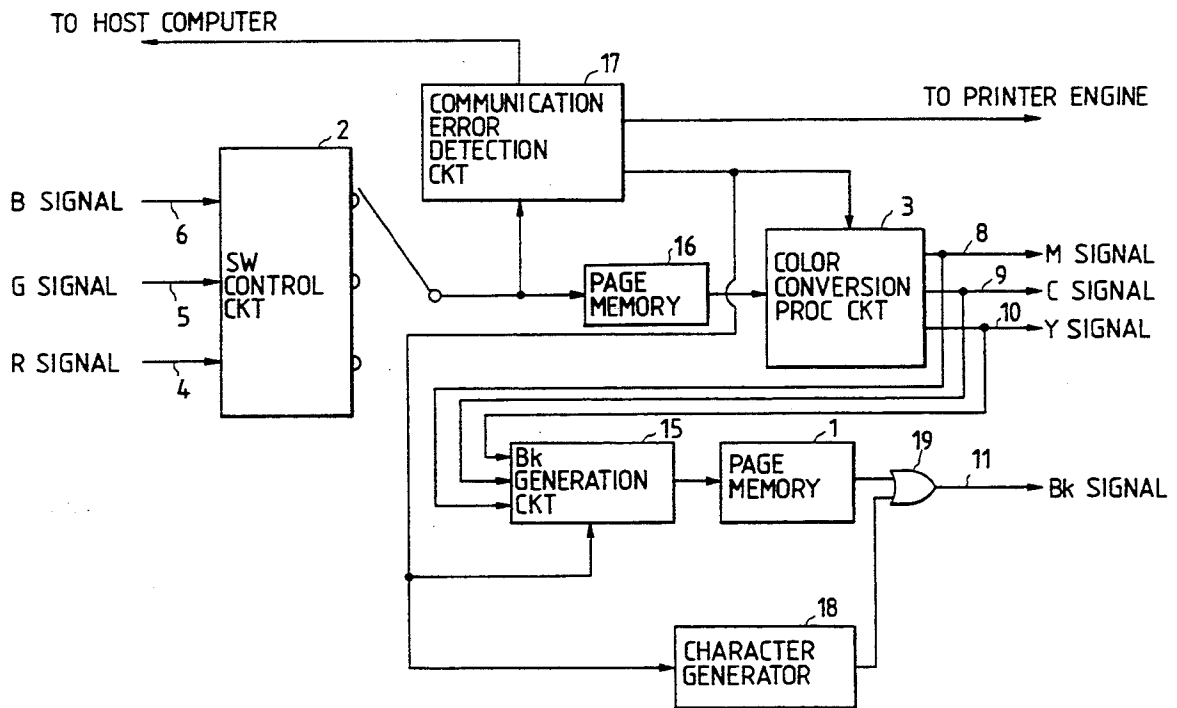 TO HOST COMPUTER
17
COMMUNICATION
ERROR
DETECTION
CKT
TO PRINTER ENGINE
2
B SIGNAL
6
SW
CONTROL
CKT
G SIGNAL
5
R SIGNAL
4
16
PAGE
MEMORY
3
COLOR
CONVERSION
PROC CKT
8
M SIGNAL
9
C SIGNAL
10
Y SIGNAL
15
Bk
GENERATION
CKT
1
PAGE
MEMORY
19
11
Bk SIGNAL
18
CHARACTER
GENERATOR